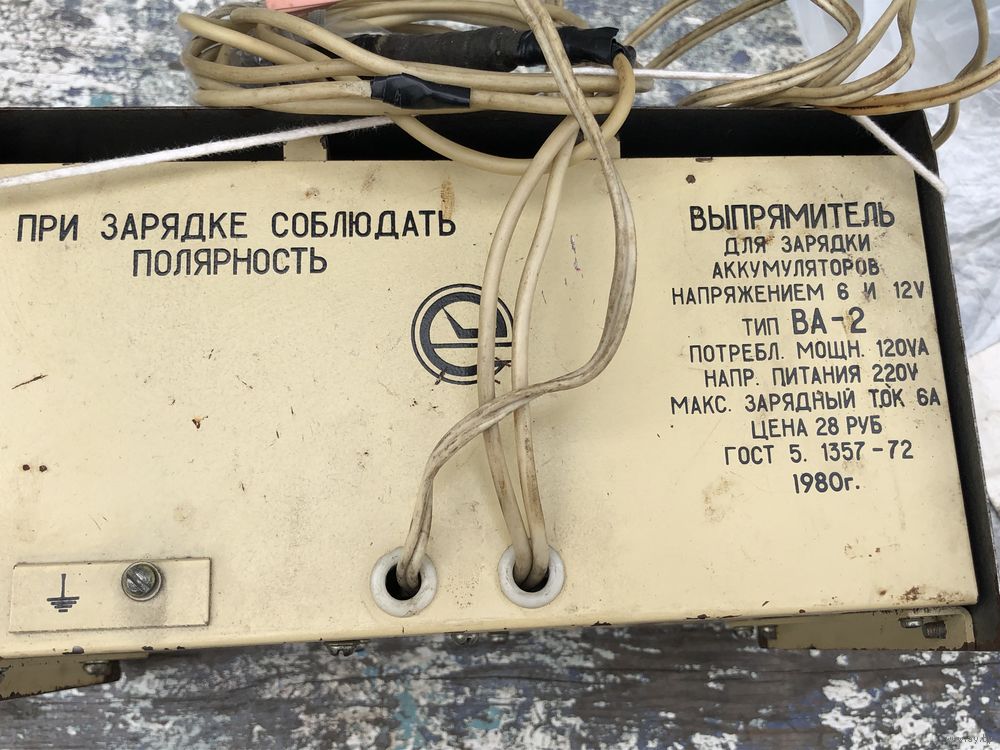 ПРИ ЗАРЯДКЕ СОБЛЮДАТЬ
ПОЛЯРНОСТЬ
ВЫПРЯМИТЕЛЬ
ДЛЯ ЗАРЯДКИ
АККУМУЛЯТОРОВ
НАПРЯЖЕНИЕМ 6 И 12V
ТИП ВА-2
ПОТРЕБЛ. МОЩН. 120VA
НАПР. ПИТАНИЯ 220V
МАКС. ЗАРЯДНЫЙ ТОК 6А
ЦЕНА 28 РУБ
ГОСТ 5. 1357-72
1980г.